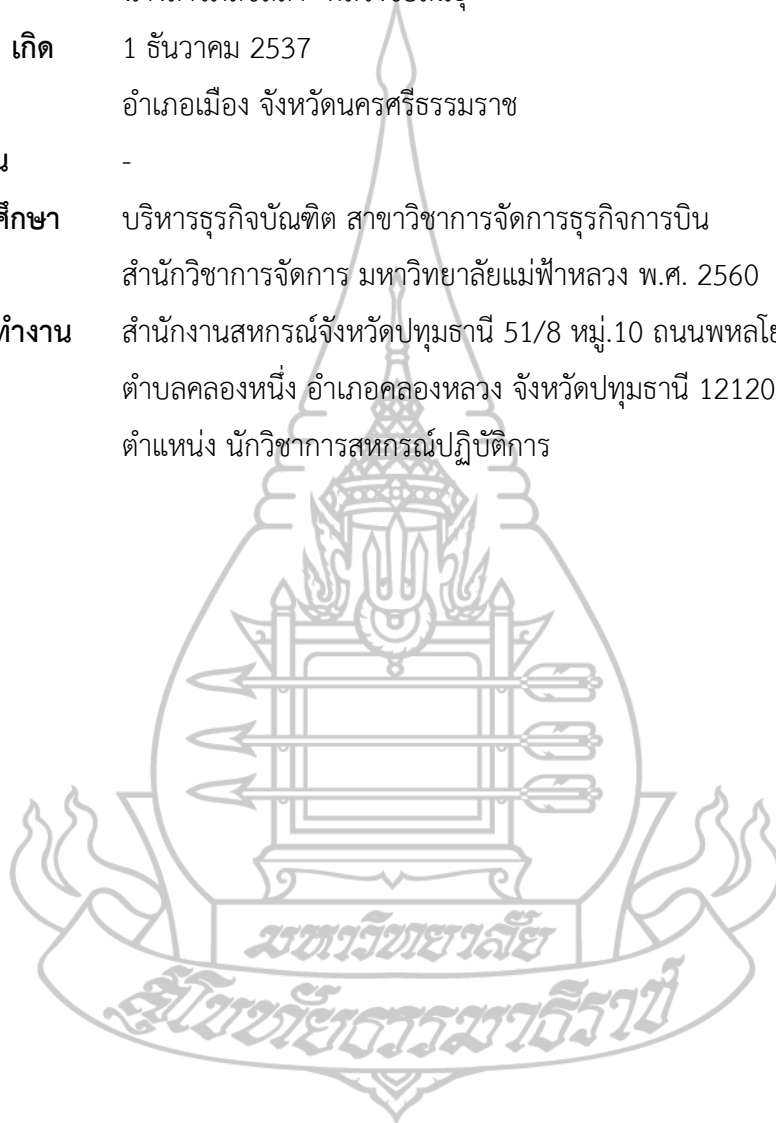 เกิด 1 ธันวาคม 2537
อำเภอเมือง จังหวัดนครศรีธรรมราช
-
ศึกษา บริหารธุรกิจบัณฑิต สาขาวิชาการจัดการธุรกิจการบิน
สำนักวิชาการจัดการ มหาวิทยาลัยแม่ฟ้าหลวง พ.ศ. 2560
ทำงาน สำนักงานสหกรณ์จังหวัดปทุมธานี 51/8 หมู่.10 ถนนพหลโย
ตำบลคลองหนึ่ง อำเภอคลองหลวง จังหวัดปทุมธานี 12120
ตำแหน่ง นักวิชาการสหกรณ์ปฏิบัติการ
มหาวิทยาลัย
สุโขทัยธรรมาธิราช